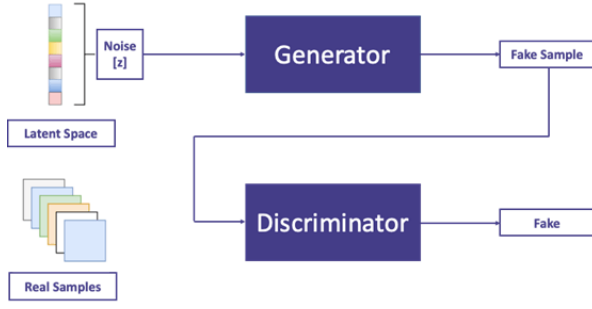 Noise
[z]
Generator
Fake Sample
Latent Space
Discriminator
Fake
Real Samples